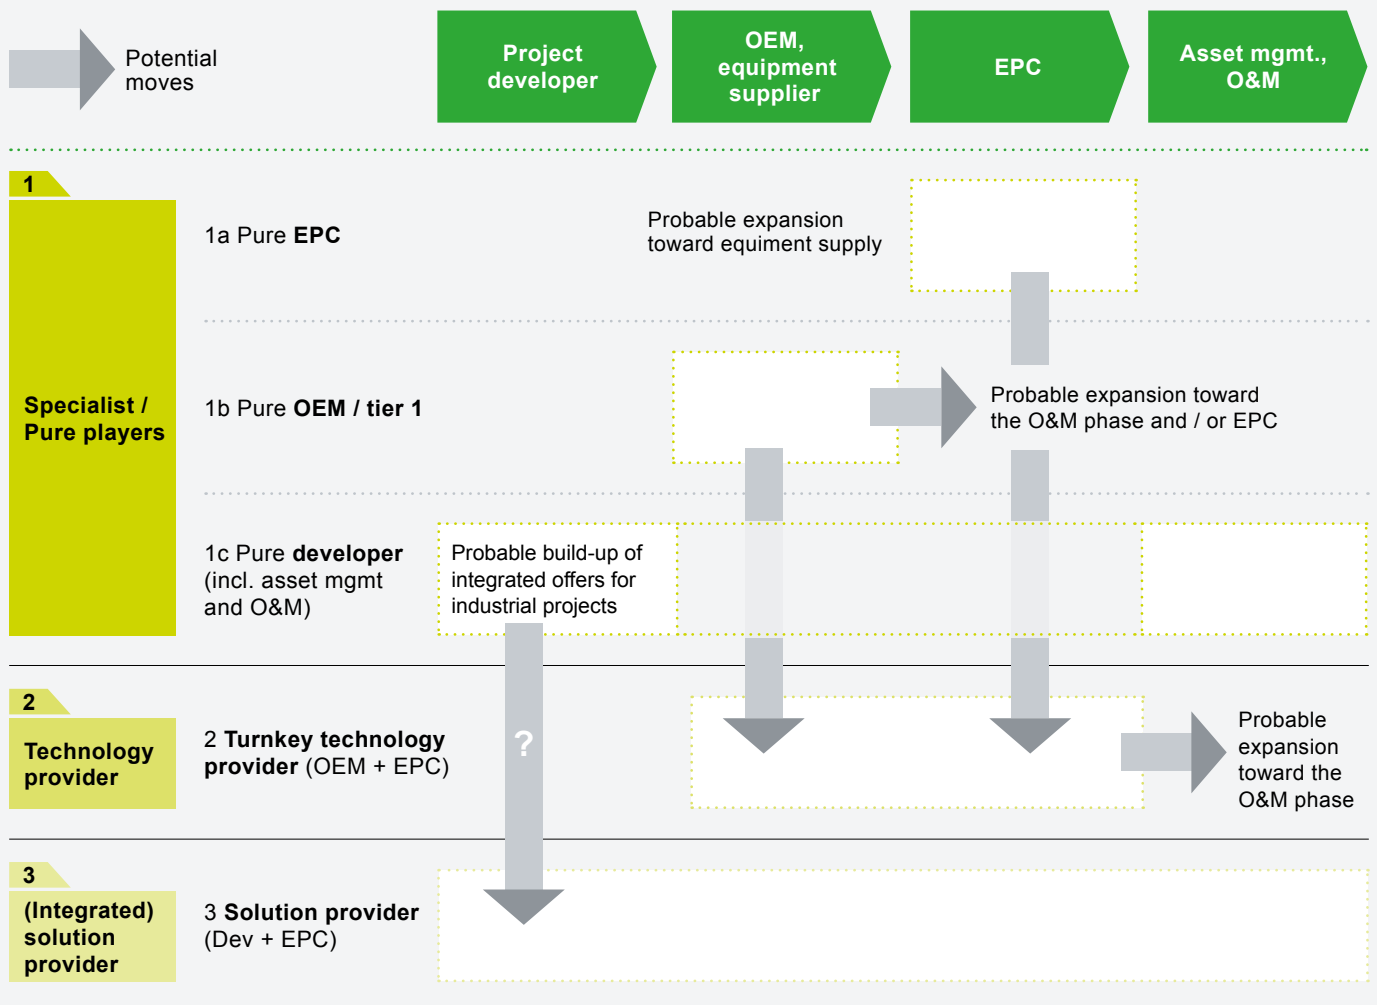 Potential
moves
Project
developer
OEM,
equipment
supplier
EPC
Asset mgmt.,
O&M
1
Specialist /
Pure players
1a Pure EPC
Probable expansion
toward equiment supply
1b Pure OEM / tier 1
Probable expansion toward
the O&M phase and / or EPC
1c Pure developer
(incl. asset mgmt
and O&M)
Probable build-up of
integrated offers for
industrial projects
2
Technology
provider
2 Turnkey technology
provider (OEM + EPC)
?
Probable
expansion
toward the
O&M phase
3
(Integrated)
solution
provider
3 Solution provider
(Dev + EPC)